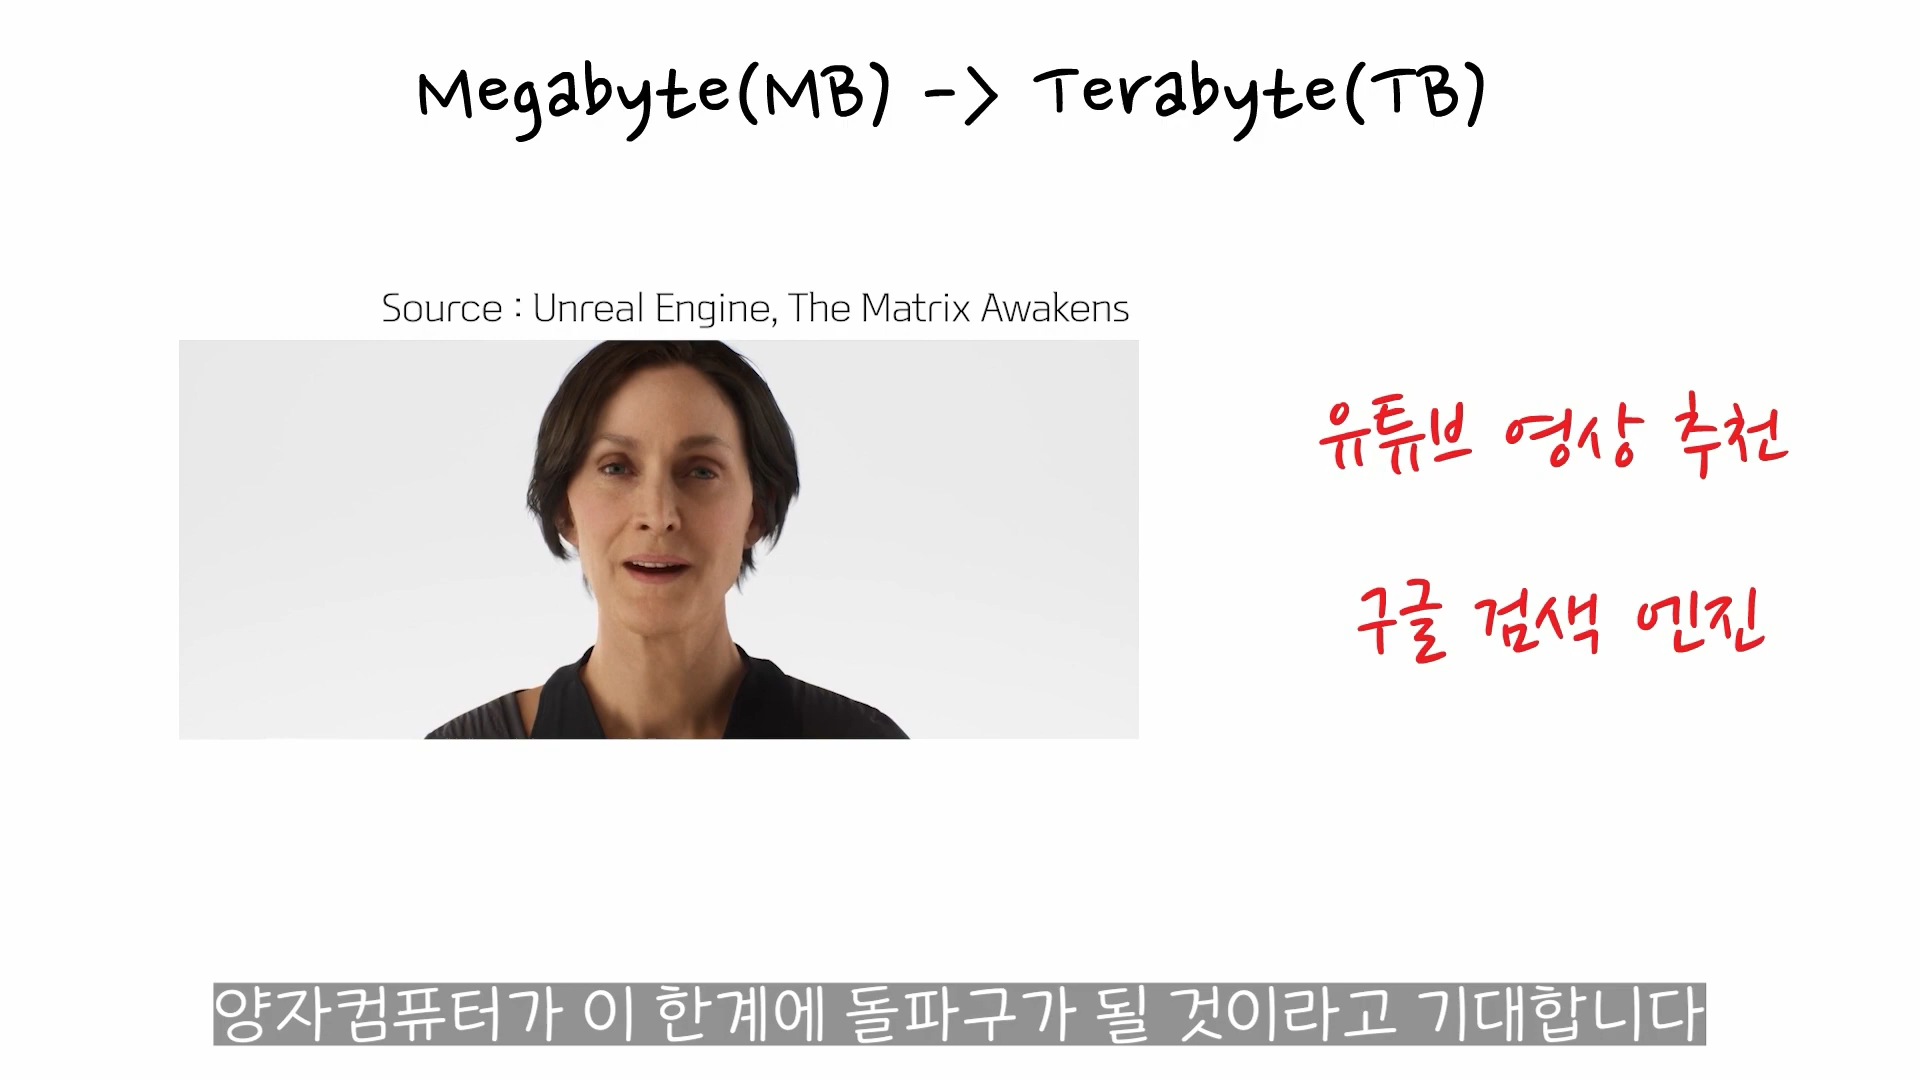 Megabyte(MB) -> Terabyte(TB)
Source : Unreal Engine, The Matrix Awakens
유튜브 영상 추천
구글 검색 엔진
양자컴퓨터가 이 한계에 돌파구가 될 것이라고 기대합니다